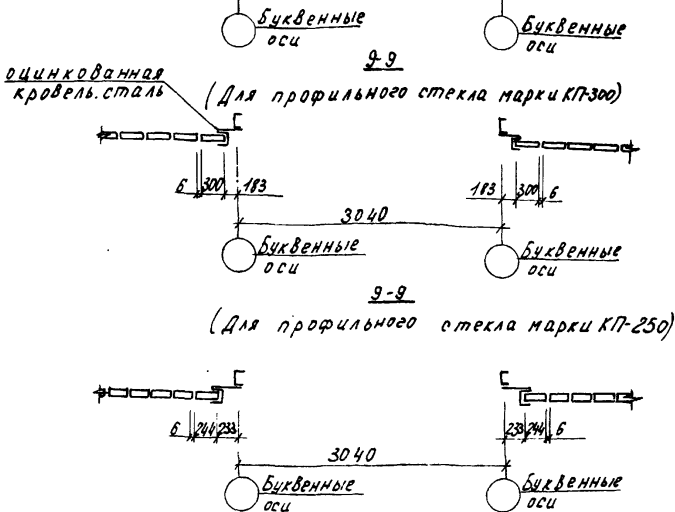 Буквенные
оси
Буквенные
оси
9-9
оцинкованная
кровель. сталь
(Для профильного стекла марки КП-300)
6 300 183
183 300 6
3040
Буквенные
оси
Буквенные
оси
9-9
(Для профильного стекла марки КП-250)
6 244 233
233 244 6
3040
Буквенные
оси
Буквенные
оси